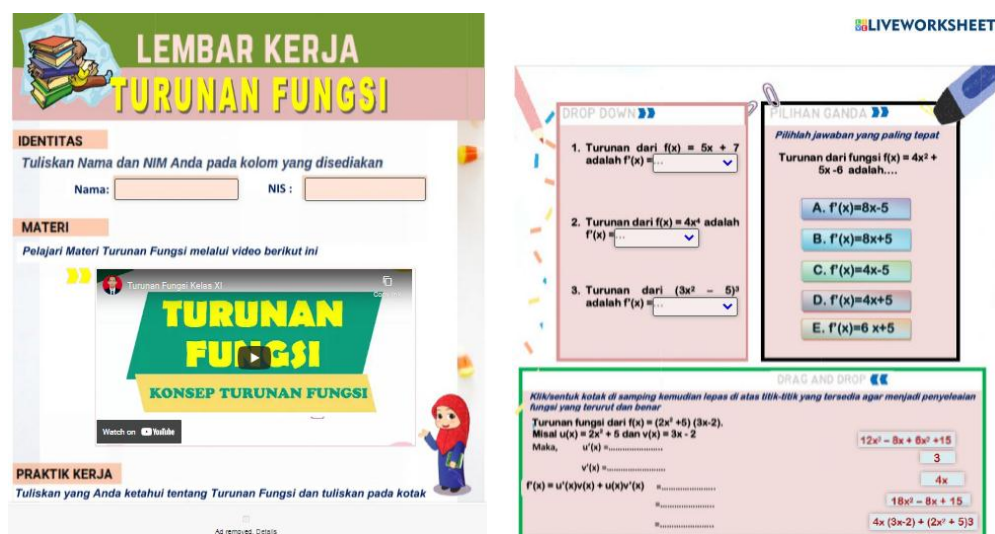 LEMBAR KERJA
TURUNAN FUNGSI
IDENTITAS
Tuliskan Nama dan NIM Anda pada kolom yang disediakan
Nama:
NIS :
MATERI
Pelajari Materi Turunan Fungsi melalui video berikut ini
Turunan Fungsi Kelas XI
TURUNAN
FUNGSI
KONSEP TURUNAN FUNGSI
Watch on YouTube
PRAKTIK KERJA
Tuliskan yang Anda ketahui tentang Turunan Fungsi dan tuliskan pada kotak
Ad removed. Details
LIVEWORKSHEET
DROP DOWN
1. Turunan dari f(x) = 5x + 7
adalah f'(x) =...
2. Turunan dari f(x) = 4x⁴ adalah
f'(x) =...
3. Turunan dari (3x² – 5)³
adalah f'(x) =...
PILIHAN GANDA
Pilihlah jawaban yang paling tepat
Turunan dari fungsi f(x) = 4x² +
5x -6 adalah....
A. f'(x)=8x-5
B. f'(x)=8x+5
C. f'(x)=4x-5
D. f'(x)=4x+5
E. f'(x)=6 x+5
DRAG AND DROP
Klik/sentuk kotak di samping kemudian lepas di atas titik-titik yang tersedia agar menjadi penyeleaian
fungsi yang terurut dan benar
Turunan fungsi dari f(x) = (2x² +5) (3x-2).
Misal u(x) = 2x² + 5 dan v(x) = 3x - 2
Maka, u'(x) =......................
v'(x) =......................
f'(x) = u'(x)v(x) + u(x)v'(x) =......................
=......................
=......................
12x² – 8x + 6x² +15
3
4x
18x² – 8x + 15
4x (3x-2) + (2x² + 5)3